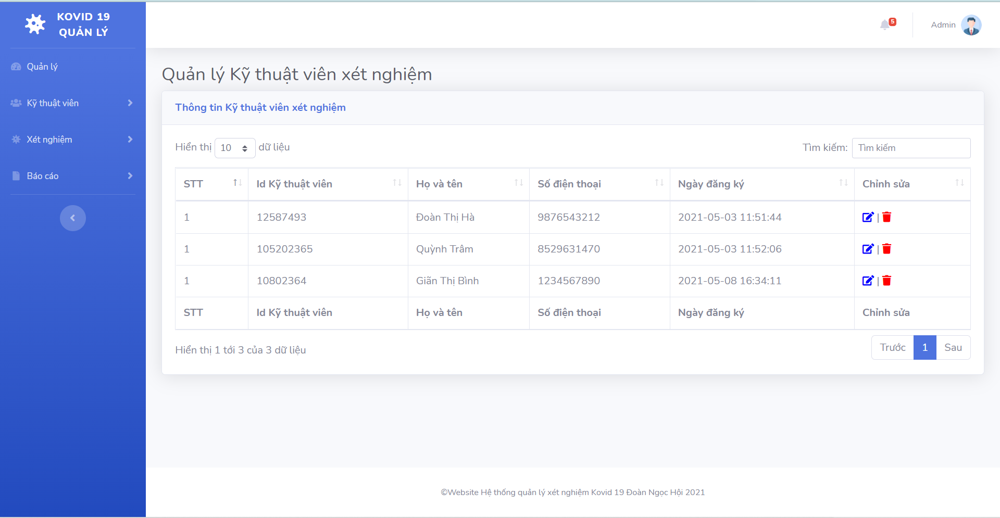 KOVID 19
QUẢN LÝ
5
Admin
Quản lý
Kỹ thuật viên
Xét nghiệm
Báo cáo
Quản lý Kỹ thuật viên xét nghiệm
Thông tin Kỹ thuật viên xét nghiệm
Hiển thị 10 dữ liệu
Tìm kiếm: Tìm kiếm
STT Id Kỹ thuật viên Họ và tên Số điện thoại Ngày đăng ký Chỉnh sửa
1 12587493 Đoàn Thị Hà 9876543212 2021-05-03 11:51:44 |
1 105202365 Quỳnh Trâm 8529631470 2021-05-03 11:52:06 |
1 10802364 Giãn Thị Bình 1234567890 2021-05-08 16:34:11 |
STT Id Kỹ thuật viên Họ và tên Số điện thoại Ngày đăng ký Chỉnh sửa
Hiển thị 1 tới 3 của 3 dữ liệu
Trước 1 Sau
©Website Hệ thống quản lý xét nghiệm Kovid 19 Đoàn Ngọc Hội 2021